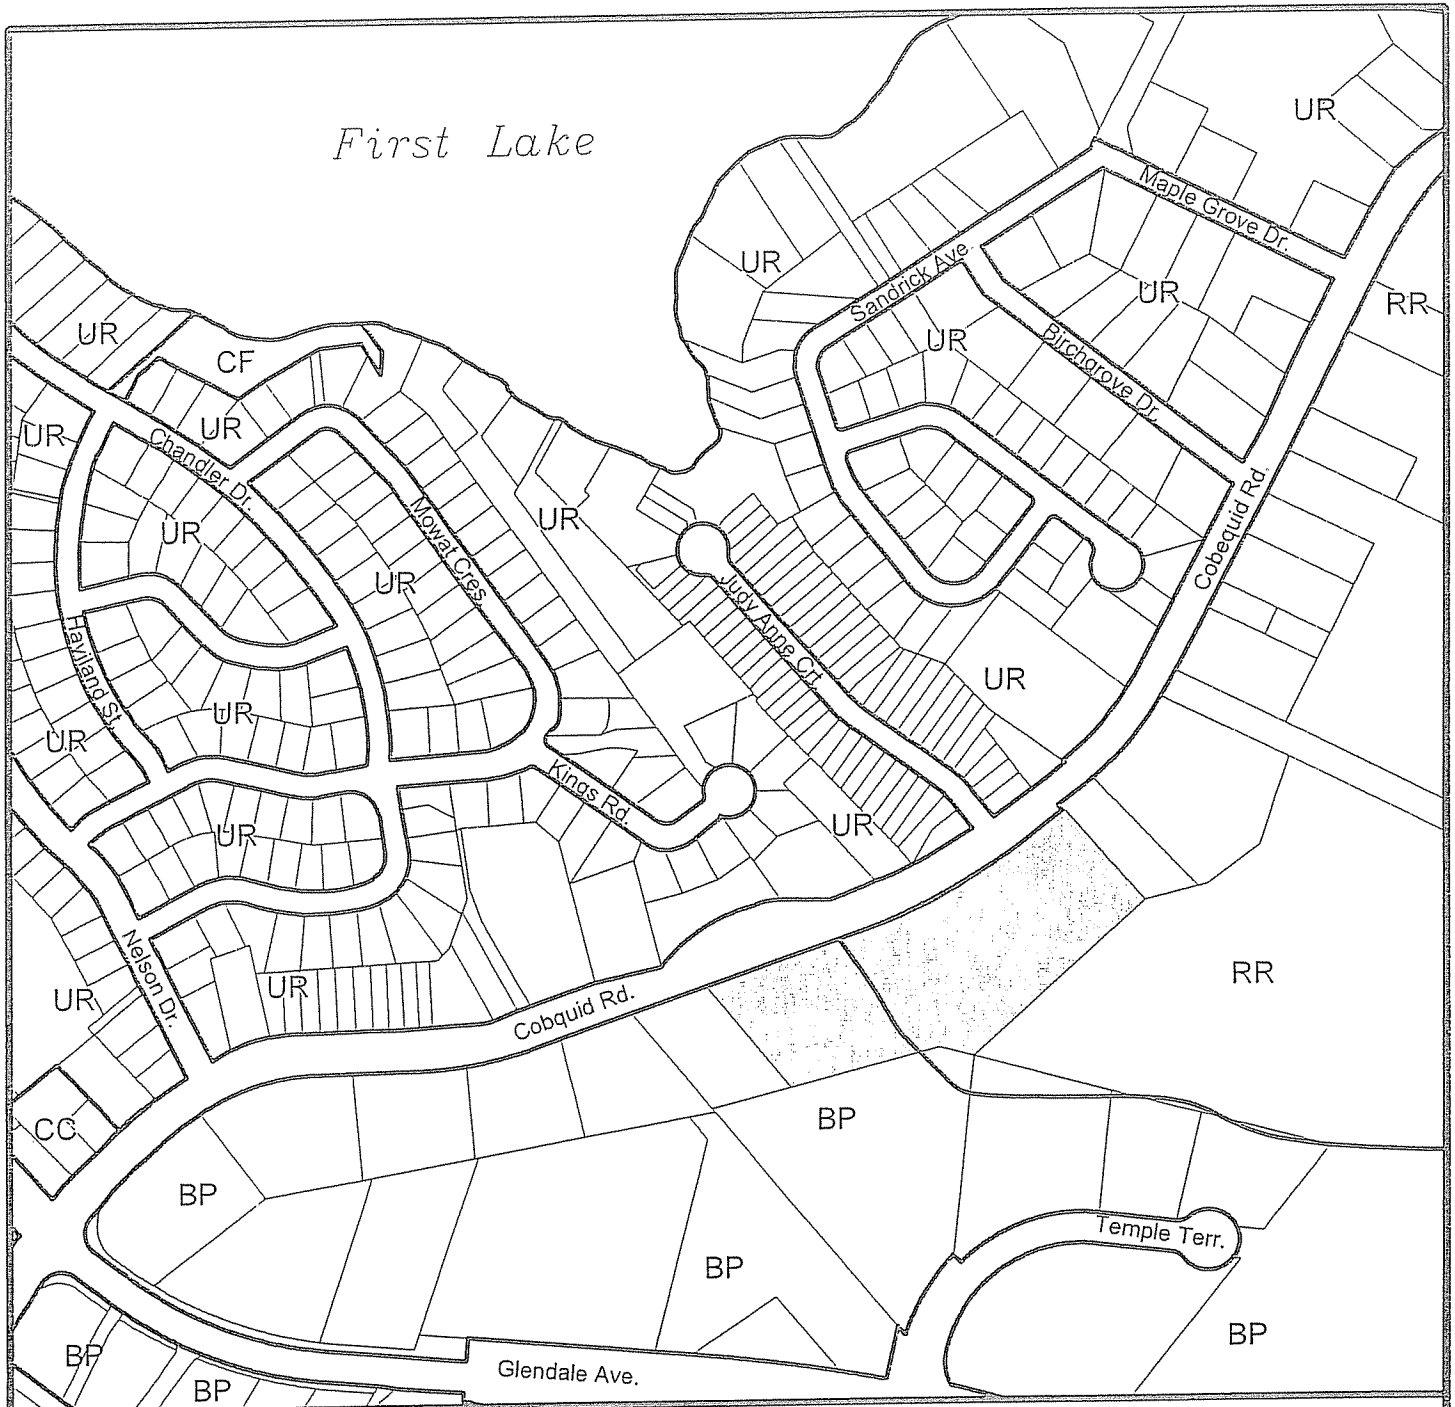 First Lake
UR
Maple Grove Dr.
UR
Sandrick Ave.
UR
RR
UR
UR
CF
Birchgrove Dr.
UR
UR
Chandler Dr.
Cobequid Rd.
Mowat Cres.
UR
UR
UR
Judy Anne Crt.
Haviland St.
UR
UR
UR
Kings Rd.
UR
UR
Nelson Dr.
UR
UR
Cobquid Rd.
RR
CC
BP
BP
Temple Terr.
BP
BP
BP
Glendale Ave.
BP